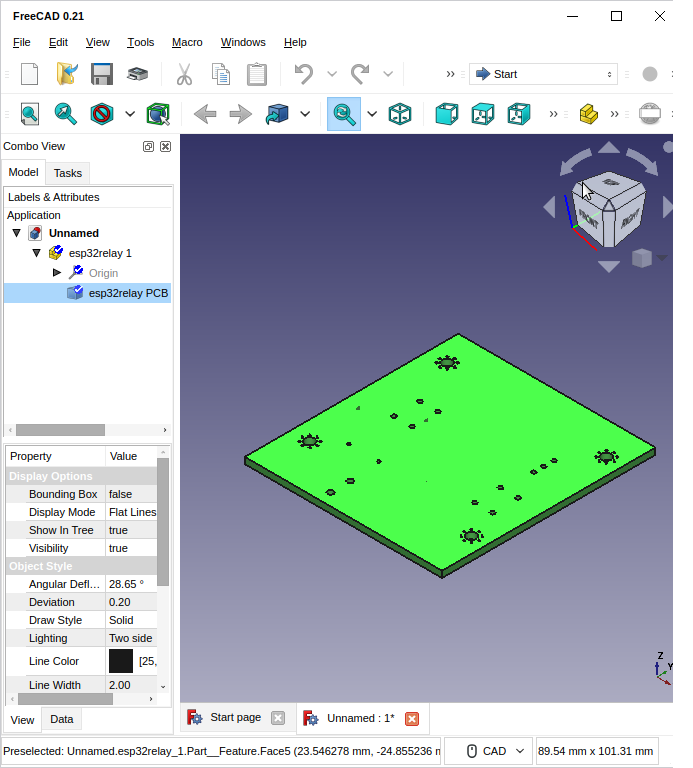 FreeCAD 0.21
File Edit View Tools Macro Windows Help
Start
Combo View
Model Tasks
Labels & Attributes
Application
Unnamed
esp32relay 1
Origin
esp32relay PCB
FRONT RIGHT
Property Value
Display Options
Bounding Box false
Display Mode Flat Lines
Show In Tree true
Visibility true
Object Style
Angular Defl... 28.65 °
Deviation 0.20
Draw Style Solid
Lighting Two side
Line Color [25,
Line Width 2.00
Z
Y
View Data
Start page Unnamed : 1*
Preselected: Unnamed.esp32relay_1.Part__Feature.Face5 (23.546278 mm, -24.855236 m
CAD
89.54 mm x 101.31 mm